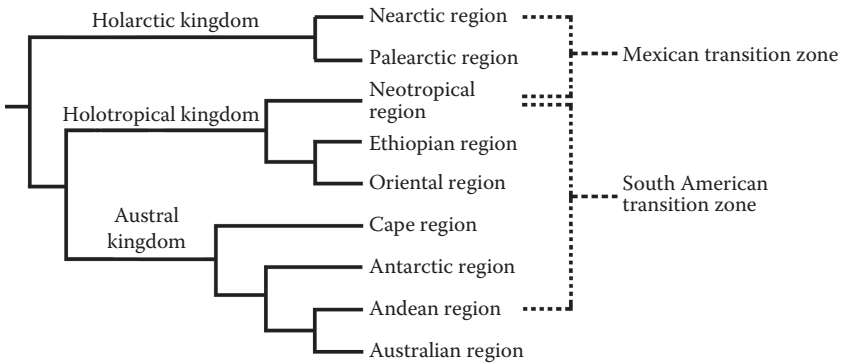 Holarctic kingdom
Nearctic region
Palearctic region
Mexican transition zone
Holotropical kingdom
Neotropical
region
Ethiopian region
Oriental region
South American
transition zone
Austral
kingdom
Cape region
Antarctic region
Andean region
Australian region